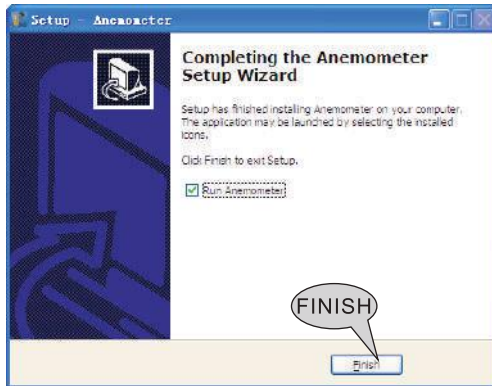 Setup - Anemometer
Completing the Anemometer
Setup Wizard
Setup has finished installing Anemometer on your computer.
The application may be launched by selecting the installed
icons.
Click Finish to exit Setup.
Run Anemometer
FINISH
Finish